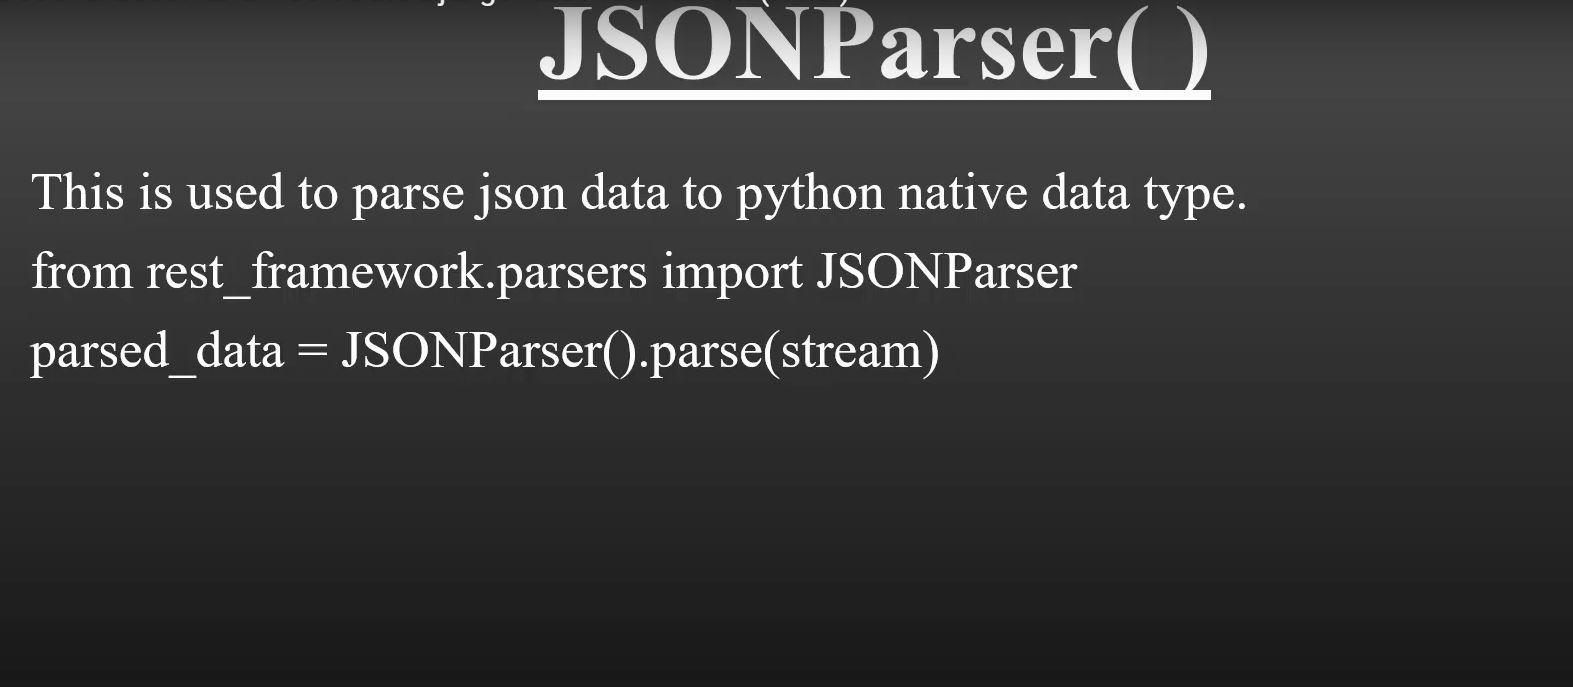 JSONParser( )
This is used to parse json data to python native data type.
from rest_framework.parsers import JSONParser
parsed_data = JSONParser().parse(stream)